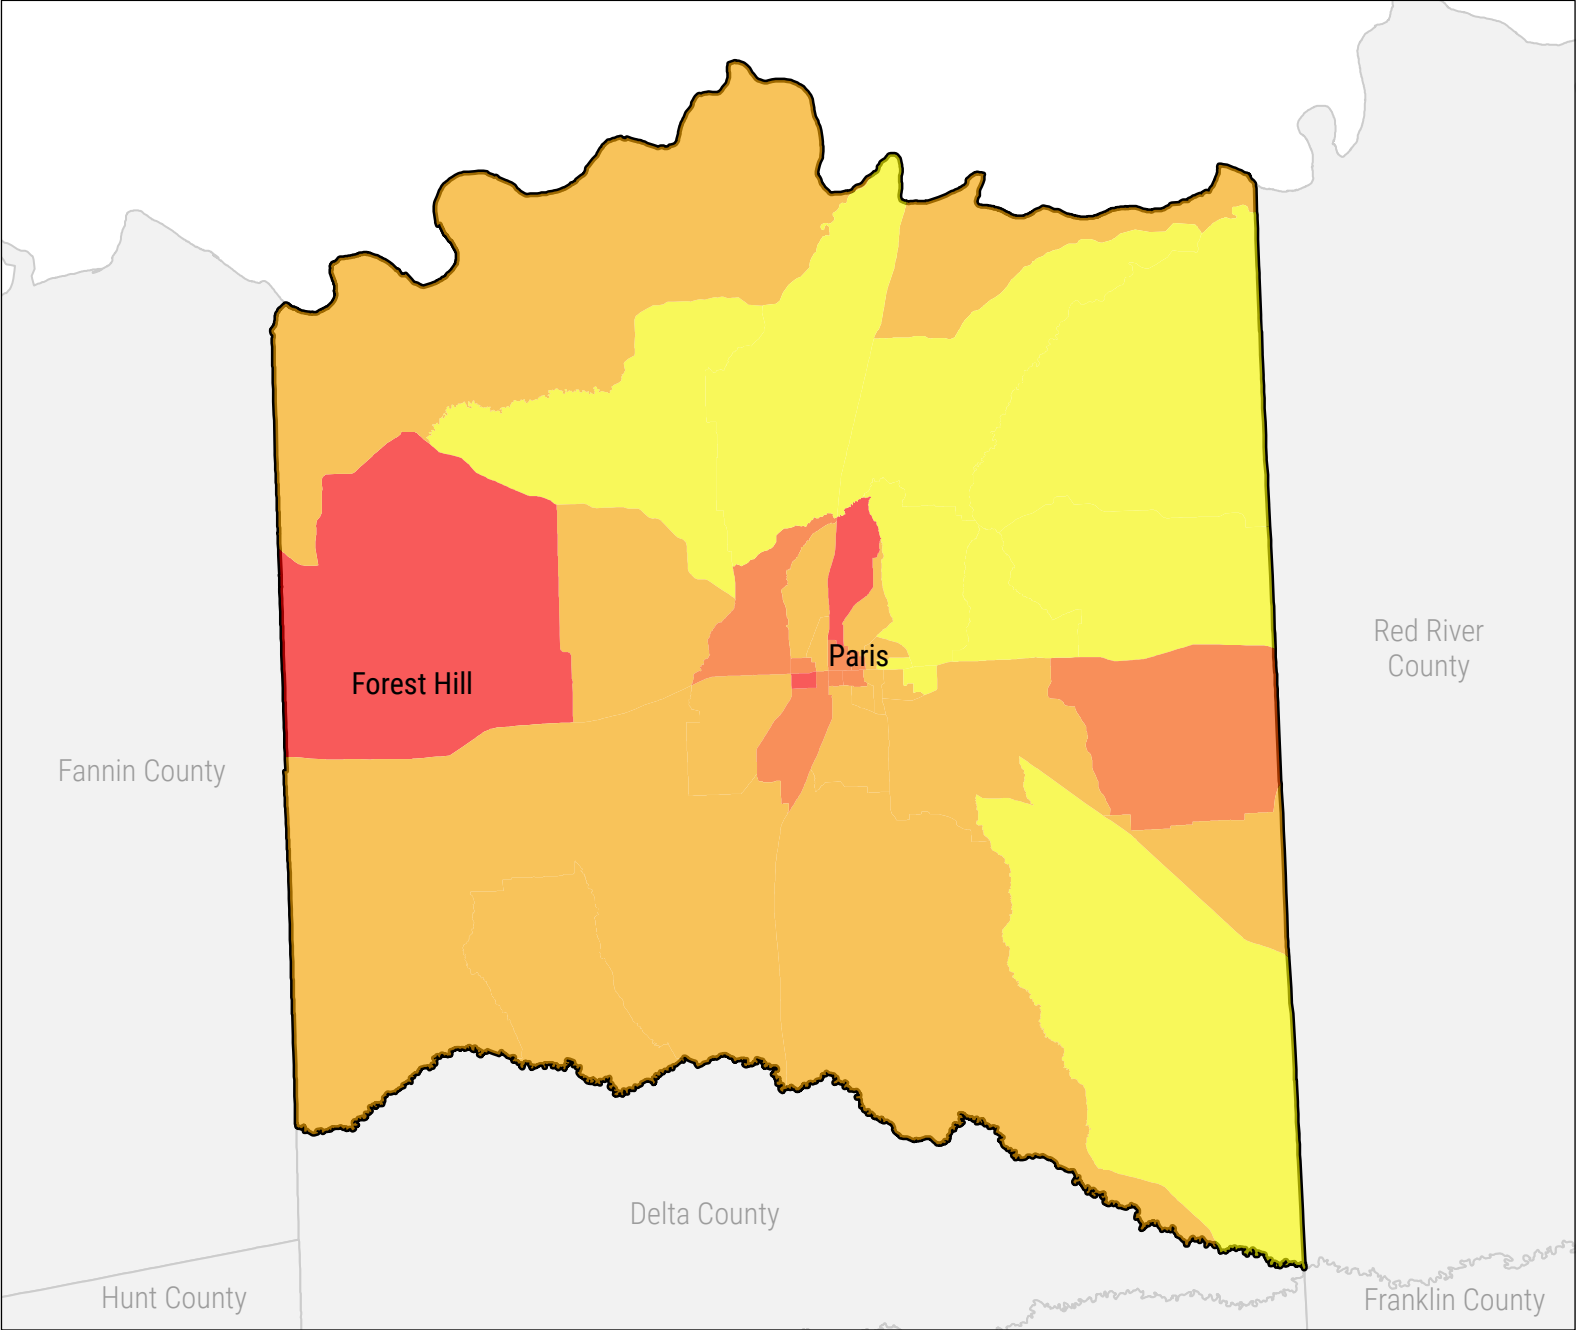 Red River
County
Paris
Forest Hill
Fannin County
Delta County
Hunt County
Franklin County